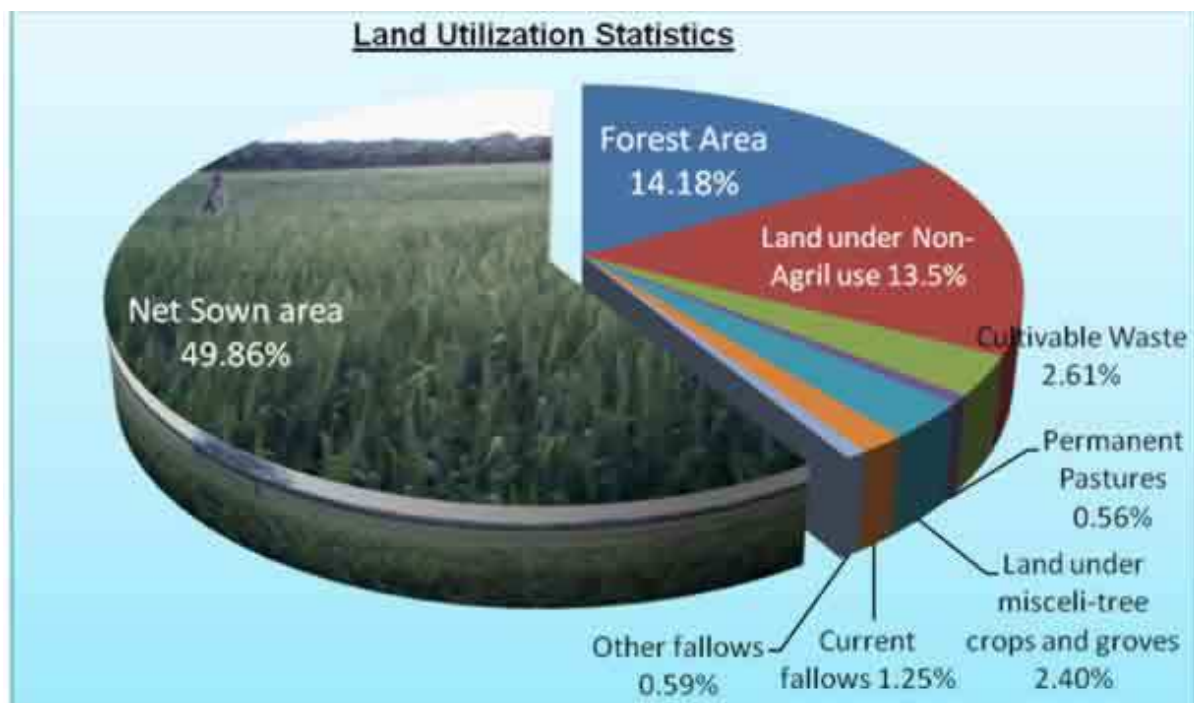 Land Utilization Statistics
Forest Area
14.18%
Land under Non-
Agril use 13.5%
Net Sown area
49.86%
Cultivable Waste
2.61%
Permanent
Pastures
0.56%
Land under
misceli-tree
crops and groves
2.40%
Current
fallows 1.25%
Other fallows
0.59%